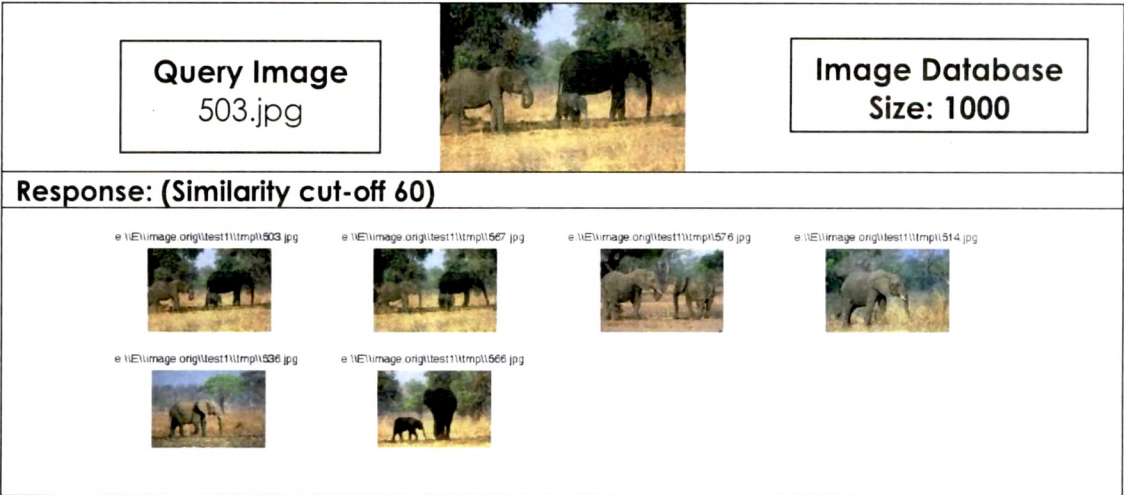 Query Image
503.jpg
Image Database
Size: 1000
Response: (Similarity cut-off 60)
e \\E\\image.orig\\test1\\tmp\\503.jpg
e \\E\\image.orig\\test1\\tmp\\567 jpg
e \\E\\image.orig\\test1\\tmp\\576 jpg
e:\\E\\image.orig\\test1\\tmp\\514.jpg
e \\E\\image orig\\test1\\tmp\\536 jpg
e \\E\\image orig\\test1\\tmp\\566 jpg